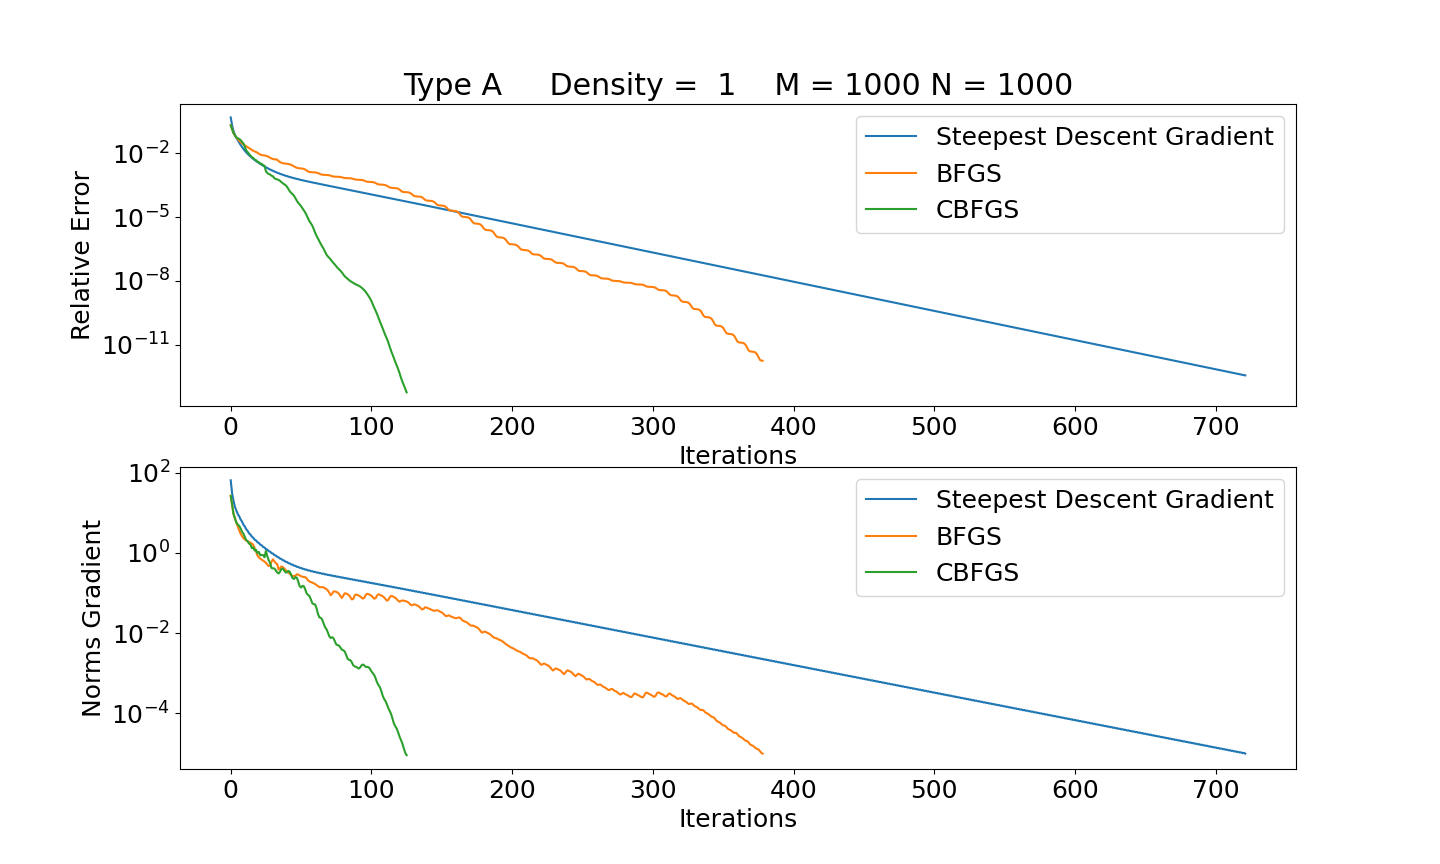 Type A Density = 1 M = 1000 N = 1000
Relative Error
10^-2
10^-5
10^-8
10^-11
Steepest Descent Gradient
BFGS
CBFGS
0 100 200 300 400 500 600 700
Iterations
Norms Gradient
10^2
10^0
10^-2
10^-4
Steepest Descent Gradient
BFGS
CBFGS
0 100 200 300 400 500 600 700
Iterations